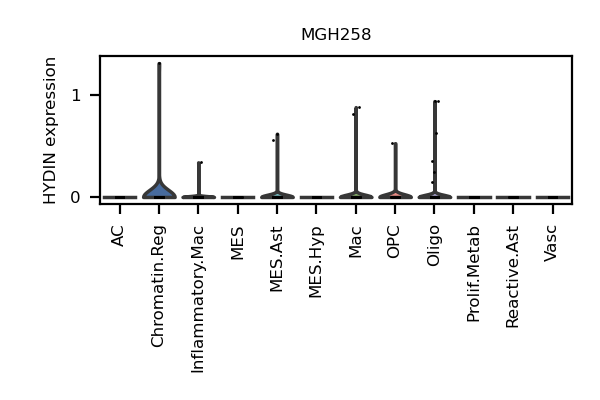 MGH258
HYDIN expression
1
0
AC
Chromatin.Reg
Inflammatory.Mac
MES
MES.Ast
MES.Hyp
Mac
OPC
Oligo
Prolif.Metab
Reactive.Ast
Vasc